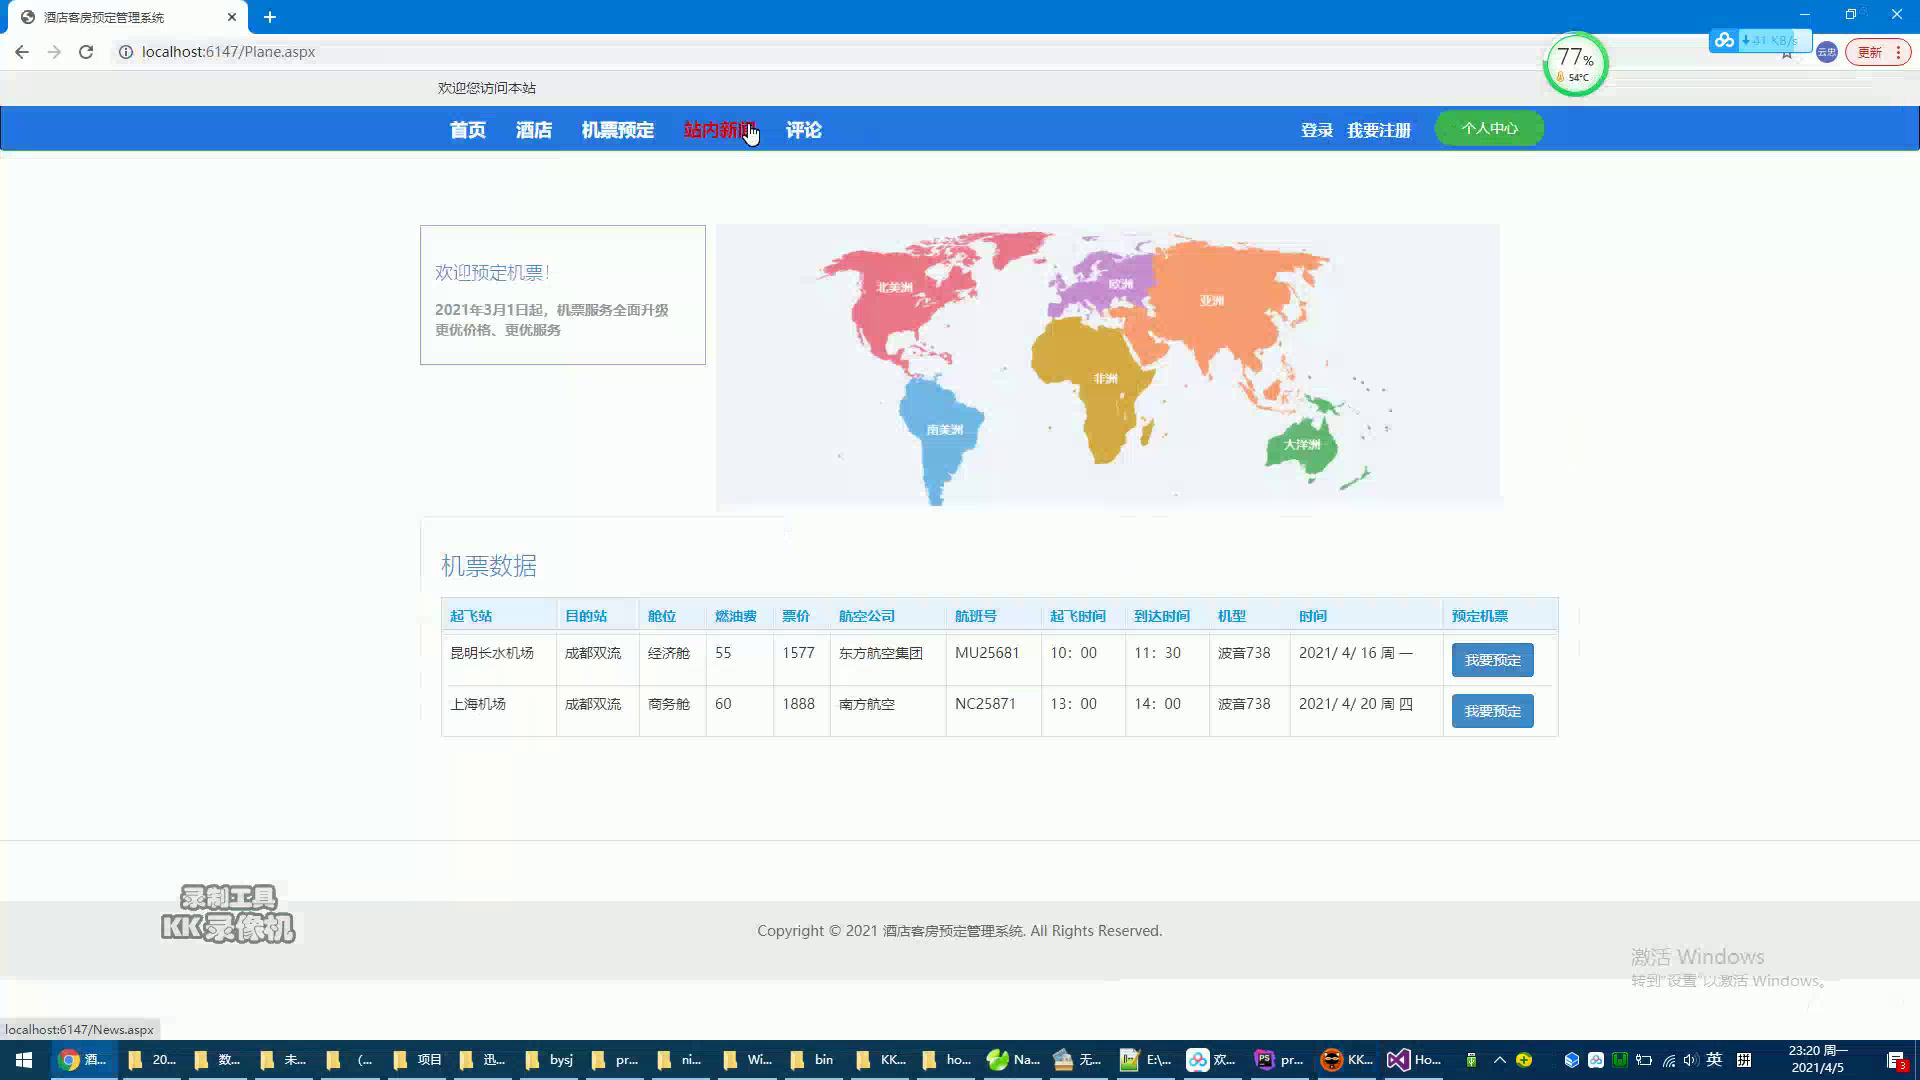 酒店客房预定管理系统
localhost:6147/Plane.aspx
77%
54°C
41 KB/s
云忠
更新
欢迎您访问本站
首页 酒店 机票预定 站内新闻 评论 登录 我要注册 个人中心
欢迎预定机票!
2021年3月1日起，机票服务全面升级
更优价格、更优服务
北美洲
欧洲
亚洲
非洲
南美洲
大洋洲
机票数据
起飞站 目的站 舱位 燃油费 票价 航空公司 航班号 起飞时间 到达时间 机型 时间 预定机票
昆明长水机场 成都双流 经济舱 55 1577 东方航空集团 MU25681 10：00 11：30 波音738 2021/ 4/ 16 周 一 我要预定
上海机场 成都双流 商务舱 60 1888 南方航空 NC25871 13：00 14：00 波音738 2021/ 4/ 20 周 四 我要预定
录制工具
KK录像机
Copyright © 2021 酒店客房预定管理系统. All Rights Reserved.
激活 Windows
转到"设置"以激活 Windows。
localhost:6147/News.aspx
酒... 20... 数... 未... (... 项目 迅... bysj pr... ni... Wi... bin KK... ho... Na... 无... E:\... 欢... pr... KK... Ho... 英 拼
23:20 周一
2021/4/5
3